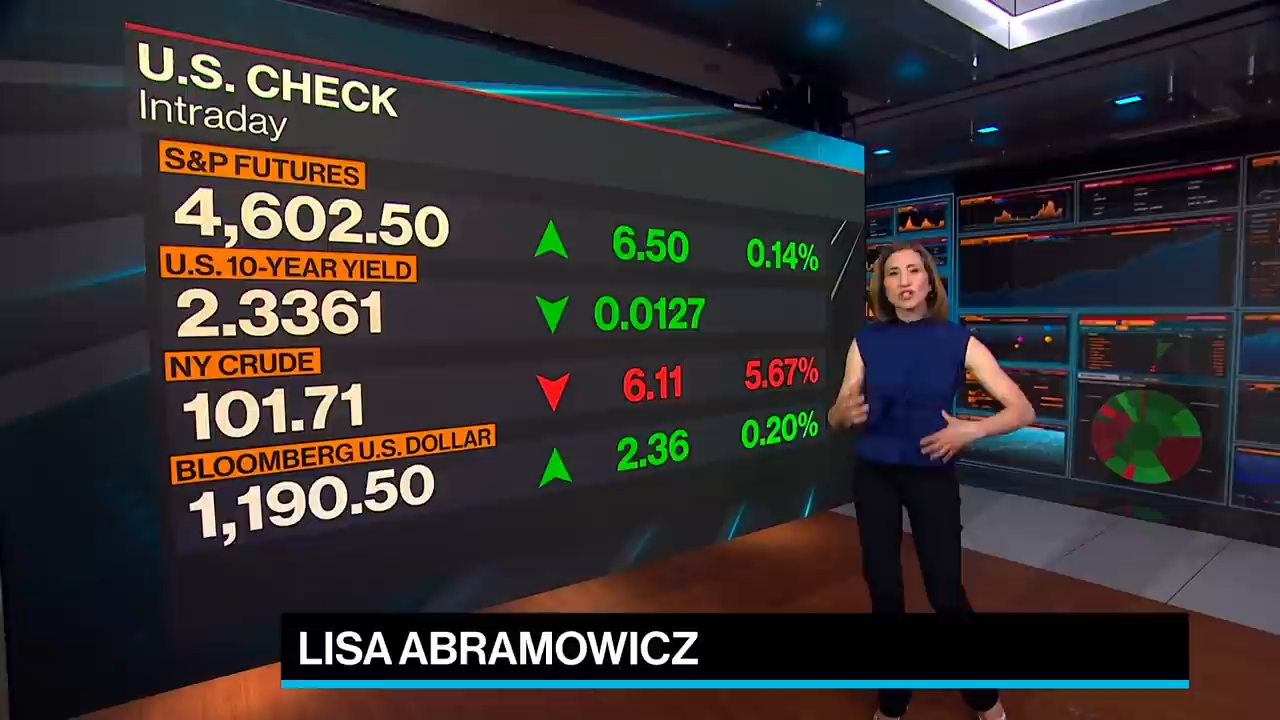 U.S. CHECK
Intraday
S&P FUTURES
4,602.50 6.50 0.14%
U.S. 10-YEAR YIELD
2.3361 0.0127
NY CRUDE
101.71 6.11 5.67%
BLOOMBERG U.S. DOLLAR
1,190.50 2.36 0.20%
LISA ABRAMOWICZ